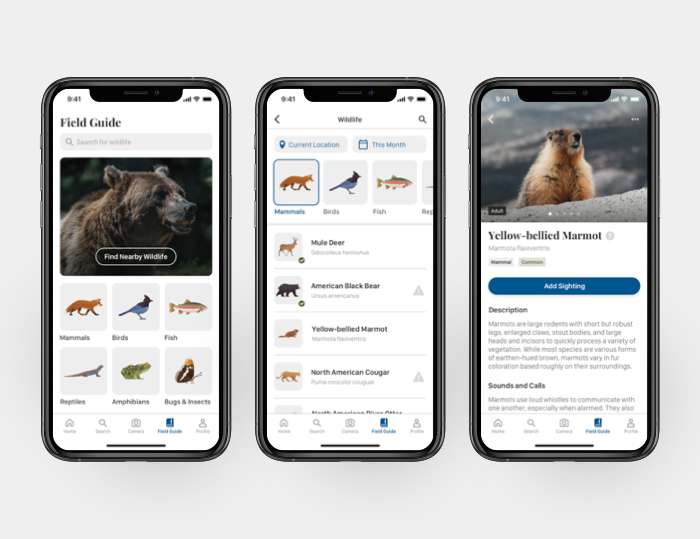 9:41
Field Guide
Search for wildlife
Find Nearby Wildlife
Mammals
Birds
Fish
Reptiles
Amphibians
Bugs & Insects
Home
Search
Camera
Field Guide
Profile
9:41
Wildlife
Current Location
This Month
Mammals
Birds
Fish
Rep
Mule Deer
Odocoileus hemionus
American Black Bear
Ursus americanus
Yellow-bellied Marmot
Marmota flaviventris
North American Cougar
Puma concolor couguar
North American River Otter
Home
Search
Camera
Field Guide
Profile
9:41
Adult
Yellow-bellied Marmot
?
Marmota flaviventris
Mammal
Common
Add Sighting
Description
Marmots are large rodents with short but robust
legs, enlarged claws, stout bodies, and large
heads and incisors to quickly process a variety of
vegetation. While most species are various forms
of earthen-hued brown, marmots vary in fur
coloration based roughly on their surroundings.
Sounds and Calls
Marmots use loud whistles to communicate with
one another, especially when alarmed. They also
Home
Search
Camera
Field Guide
Profile